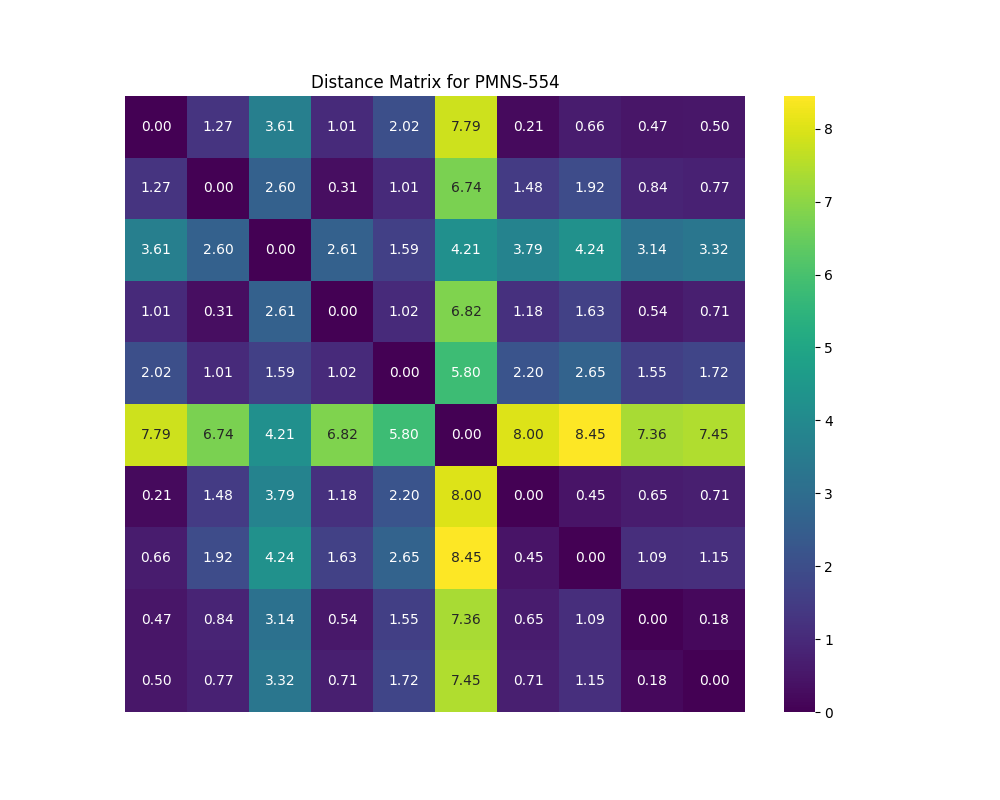 Distance Matrix for PMNS-554
0.00 1.27 3.61 1.01 2.02 7.79 0.21 0.66 0.47 0.50
1.27 0.00 2.60 0.31 1.01 6.74 1.48 1.92 0.84 0.77
3.61 2.60 0.00 2.61 1.59 4.21 3.79 4.24 3.14 3.32
1.01 0.31 2.61 0.00 1.02 6.82 1.18 1.63 0.54 0.71
2.02 1.01 1.59 1.02 0.00 5.80 2.20 2.65 1.55 1.72
7.79 6.74 4.21 6.82 5.80 0.00 8.00 8.45 7.36 7.45
0.21 1.48 3.79 1.18 2.20 8.00 0.00 0.45 0.65 0.71
0.66 1.92 4.24 1.63 2.65 8.45 0.45 0.00 1.09 1.15
0.47 0.84 3.14 0.54 1.55 7.36 0.65 1.09 0.00 0.18
0.50 0.77 3.32 0.71 1.72 7.45 0.71 1.15 0.18 0.00
8
7
6
5
4
3
2
1
0